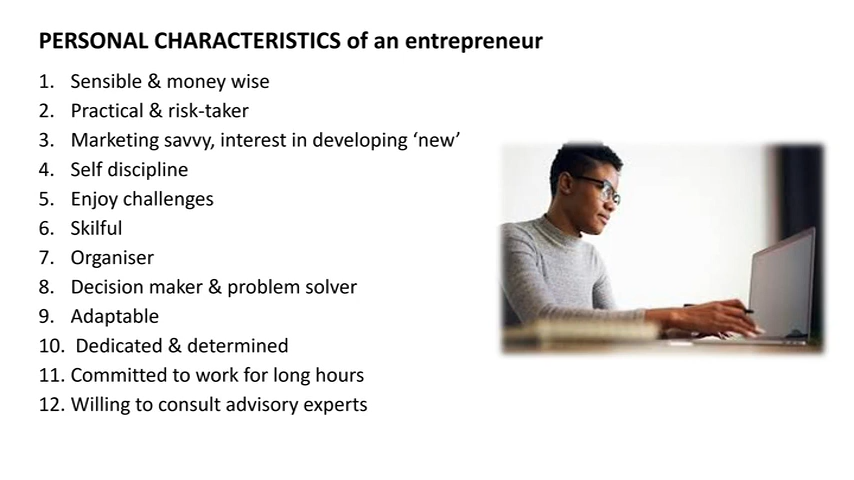 PERSONAL CHARACTERISTICS of an entrepreneur
1. Sensible & money wise
2. Practical & risk-taker
3. Marketing savvy, interest in developing ‘new’
4. Self discipline
5. Enjoy challenges
6. Skilful
7. Organiser
8. Decision maker & problem solver
9. Adaptable
10. Dedicated & determined
11. Committed to work for long hours
12. Willing to consult advisory experts